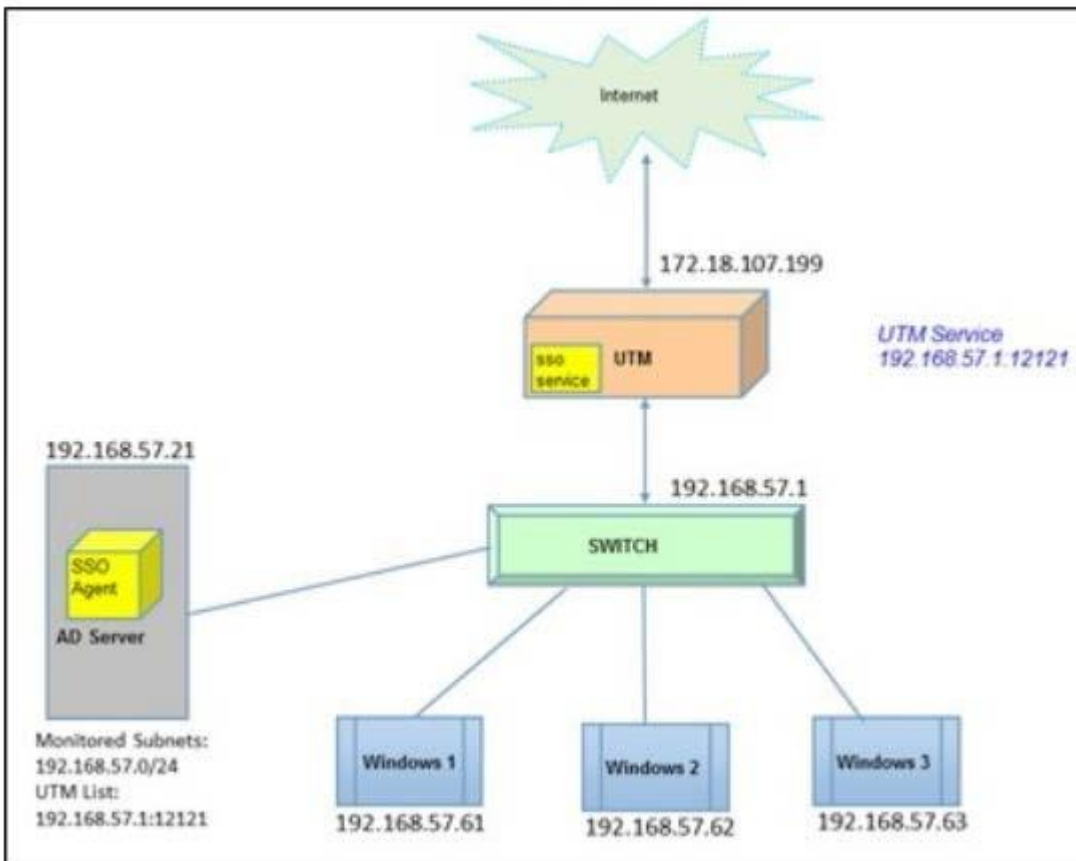 Internet
172.18.107.199
UTM Service
192.168.57.1.12121
sso
service
UTM
192.168.57.21
192.168.57.1
SWITCH
SSO
Agent
AD Server
Monitored Subnets:
192.168.57.0/24
UTM List:
192.168.57.1:12121
Windows 1
Windows 2
Windows 3
192.168.57.61
192.168.57.62
192.168.57.63